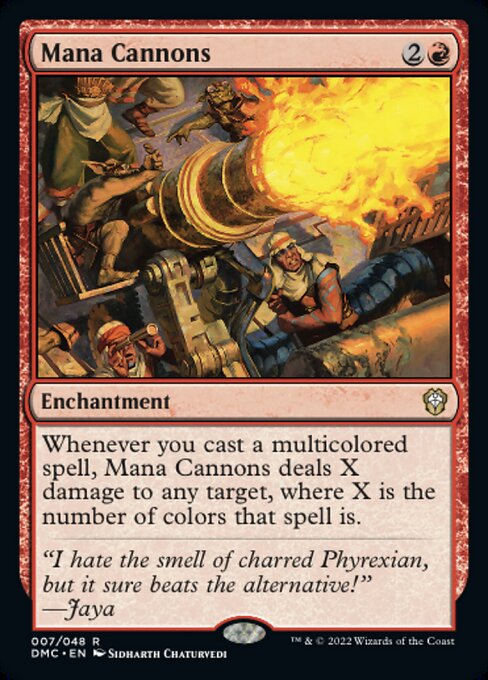 Mana Cannons 2
Enchantment
Whenever you cast a multicolored
spell, Mana Cannons deals X
damage to any target, where X is the
number of colors that spell is.
“I hate the smell of charred Phyrexian,
but it sure beats the alternative!”
—Jaya
007/048 R ™ & © 2022 Wizards of the Coast
DMC • EN Sidharth Chaturvedi